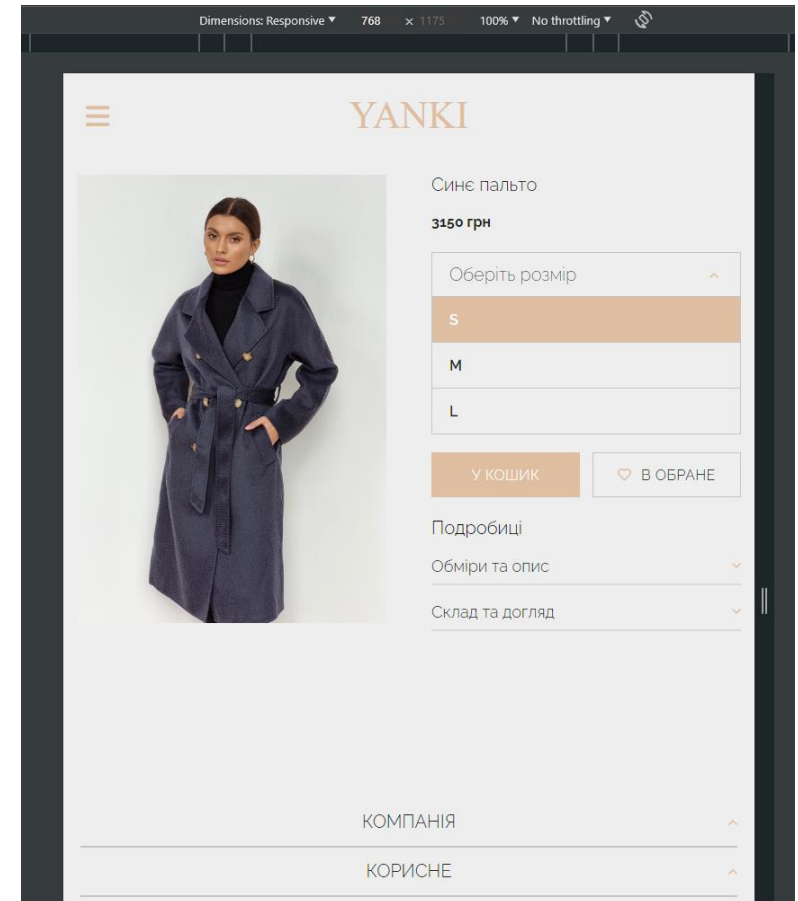 Dimensions: Responsive ▼ 768 × 1175 100% ▼ No throttling ▼
YANKI
Синє пальто
3150 грн
Оберіть розмір
S
M
L
У КОШИК
В ОБРАНЕ
Подробиці
Обміри та опис
Склад та догляд
КОМПАНІЯ
КОРИСНЕ